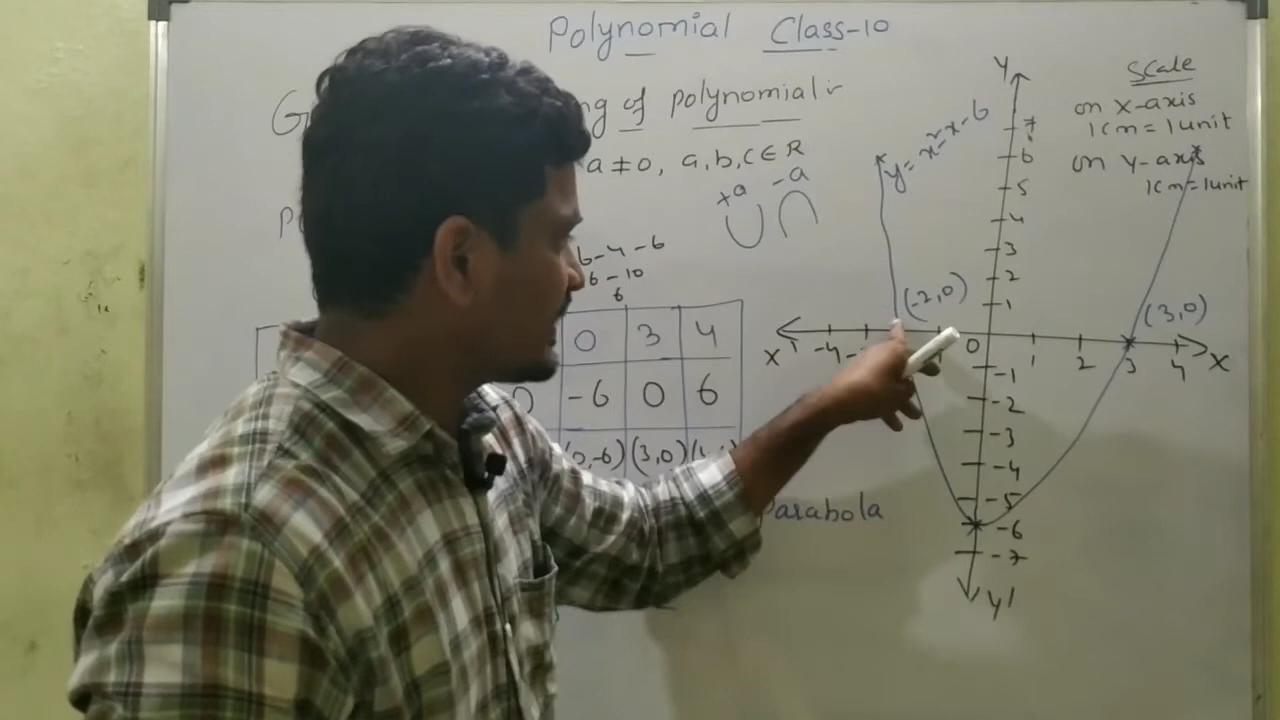 Polynomial Class-10
ng of polynomial :-
a ≠ 0, a, b, c ∈ R
+a -a
6-4-6
6-10
6
0 3 4
0 -6 0 6
0,-6) (3,0)
Parabola
y = x²-x-6
Scale
on x-axis
1cm = 1unit
on y-axis
1cm = 1unit
Y
7
6
5
4
3
2
1
(-2,0) (3,0)
X -4 0 1 2 3 4 X
-1
-2
-3
-4
-5
-6
-7
Y'